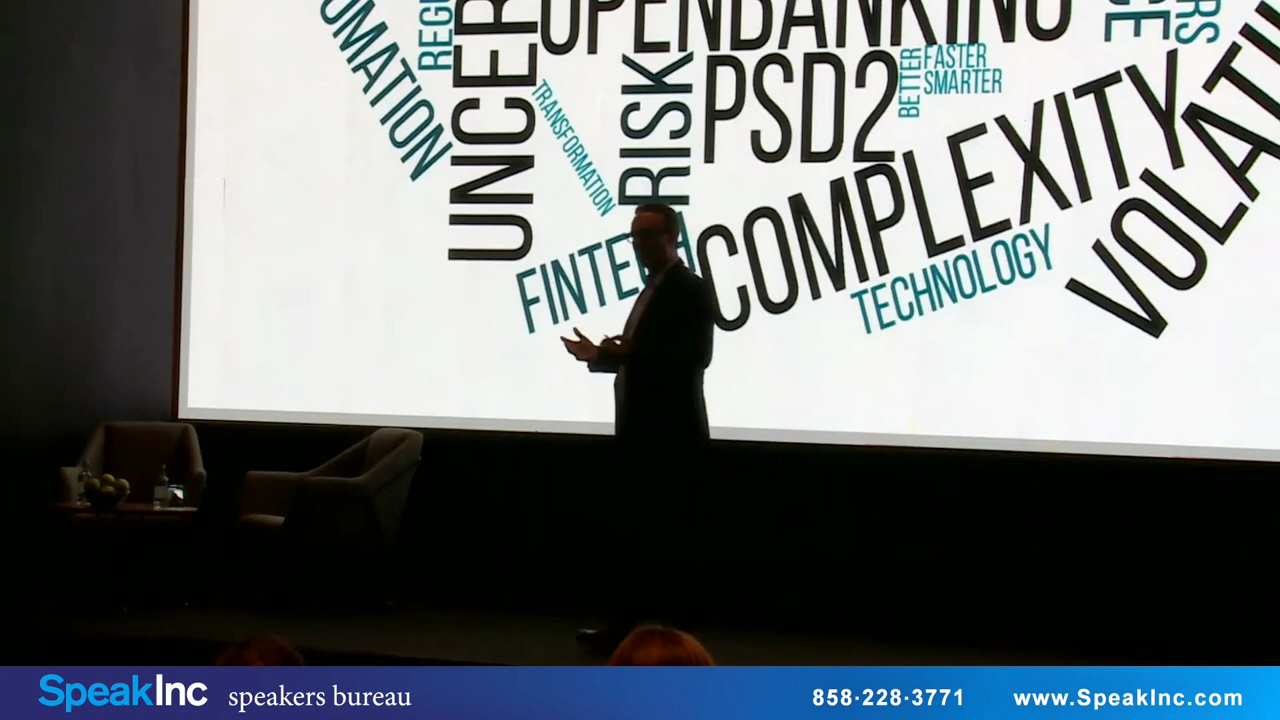 OPENBANKING
RISK
PSD2
BETTER
FASTER
SMARTER
TRANSFORMATION
COMPLEXITY
TECHNOLOGY
SpeakInc speakers bureau
858·228·3771
www.SpeakInc.com